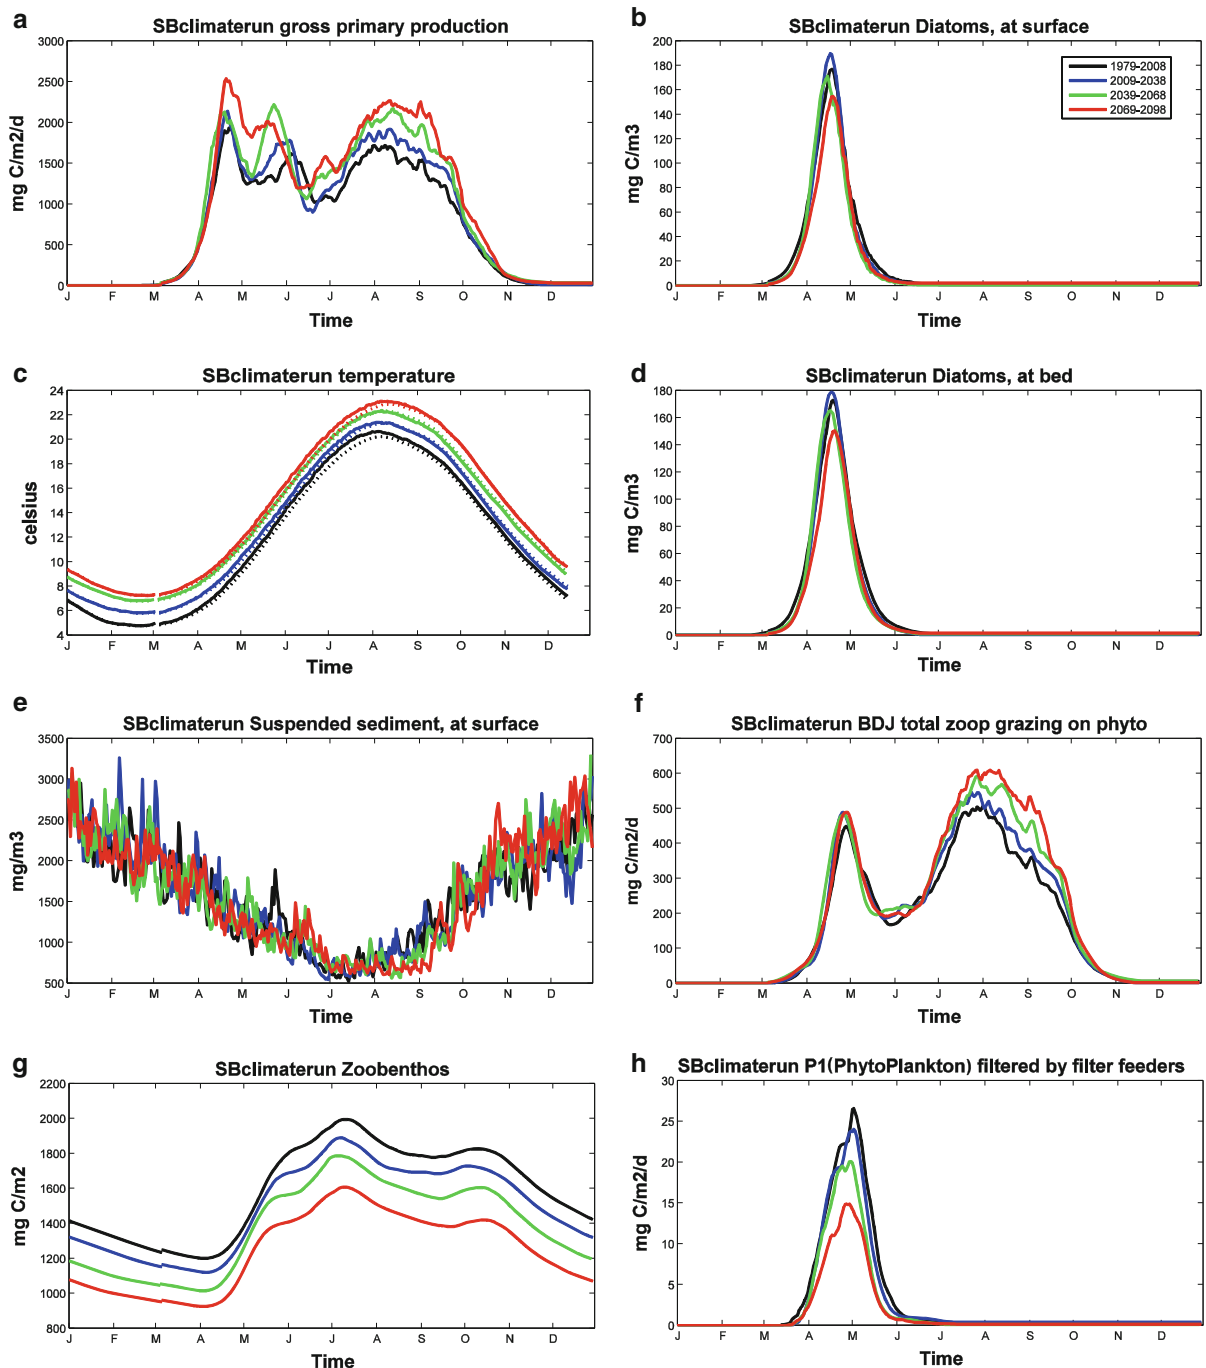 a
SBclimaterun gross primary production
3000
2500
2000
1500
1000
500
0
mg C/m2/d
J F M A M J J A S O N D
Time
b
SBclimaterun Diatoms, at surface
200
180
160
140
120
100
80
60
40
20
0
mg C/m3
1979-2008
2009-2038
2039-2068
2069-2098
J F M A M J J A S O N D
Time
c
SBclimaterun temperature
24
22
20
18
16
14
12
10
8
6
4
celsius
J F M A M J J A S O N D
Time
d
SBclimaterun Diatoms, at bed
180
160
140
120
100
80
60
40
20
0
mg C/m3
J F M A M J J A S O N D
Time
e
SBclimaterun Suspended sediment, at surface
3500
3000
2500
2000
1500
1000
500
mg/m3
J F M A M J J A S O N D
Time
f
SBclimaterun BDJ total zoop grazing on phyto
700
600
500
400
300
200
100
0
mg C/m2/d
J F M A M J J A S O N D
Time
g
SBclimaterun Zoobenthos
2200
2000
1800
1600
1400
1200
1000
800
mg C/m2
J F M A M J J A S O N D
Time
h
SBclimaterun P1(PhytoPlankton) filtered by filter feeders
30
25
20
15
10
5
0
mg C/m2/d
J F M A M J J A S O N D
Time